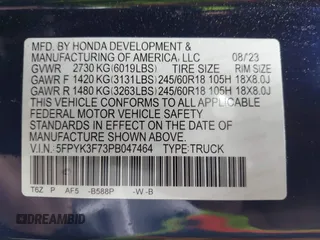 MFD. BY HONDA DEVELOPMENT &
MANUFACTURING OF AMERICA, LLC 08/23
GVWR 2730 KG(6019LBS) TIRE SIZE RIM SIZE
GAWR F 1420 KG(3131LBS) 245/60R18 105H 18X8.0J
GAWR R 1480 KG(3263LBS) 245/60R18 105H 18X8.0J
THIS VEHICLE CONFORMS TO ALL APPLICABLE
FEDERAL MOTOR VEHICLE SAFETY
STANDARDS IN EFFECT ON THE DATE OF
MANUFACTURE SHOWN ABOVE.
V.I.N.: 5FPYK3F73PB047464 TYPE:TRUCK
T6Z P AF5 -B588P -W -B
DREAMBID